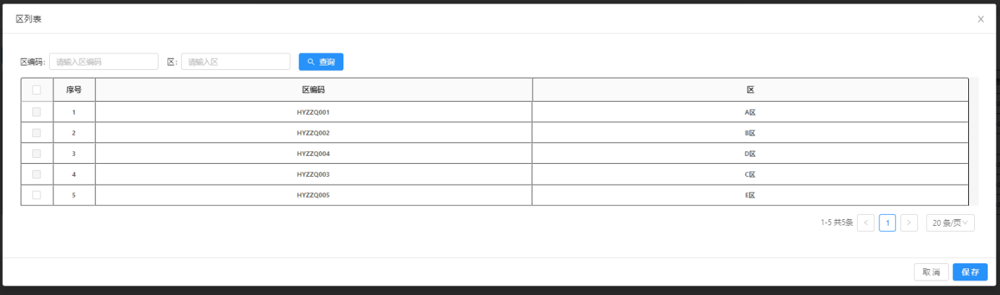 区列表
区编码: 请输入区编码 区: 请输入区 查询
序号 区编码 区
1 HYZZQ001 A区
2 HYZZQ002 B区
3 HYZZQ004 D区
4 HYZZQ003 C区
5 HYZZQ005 E区
1-5 共5条 1 20 条/页
取 消 保 存